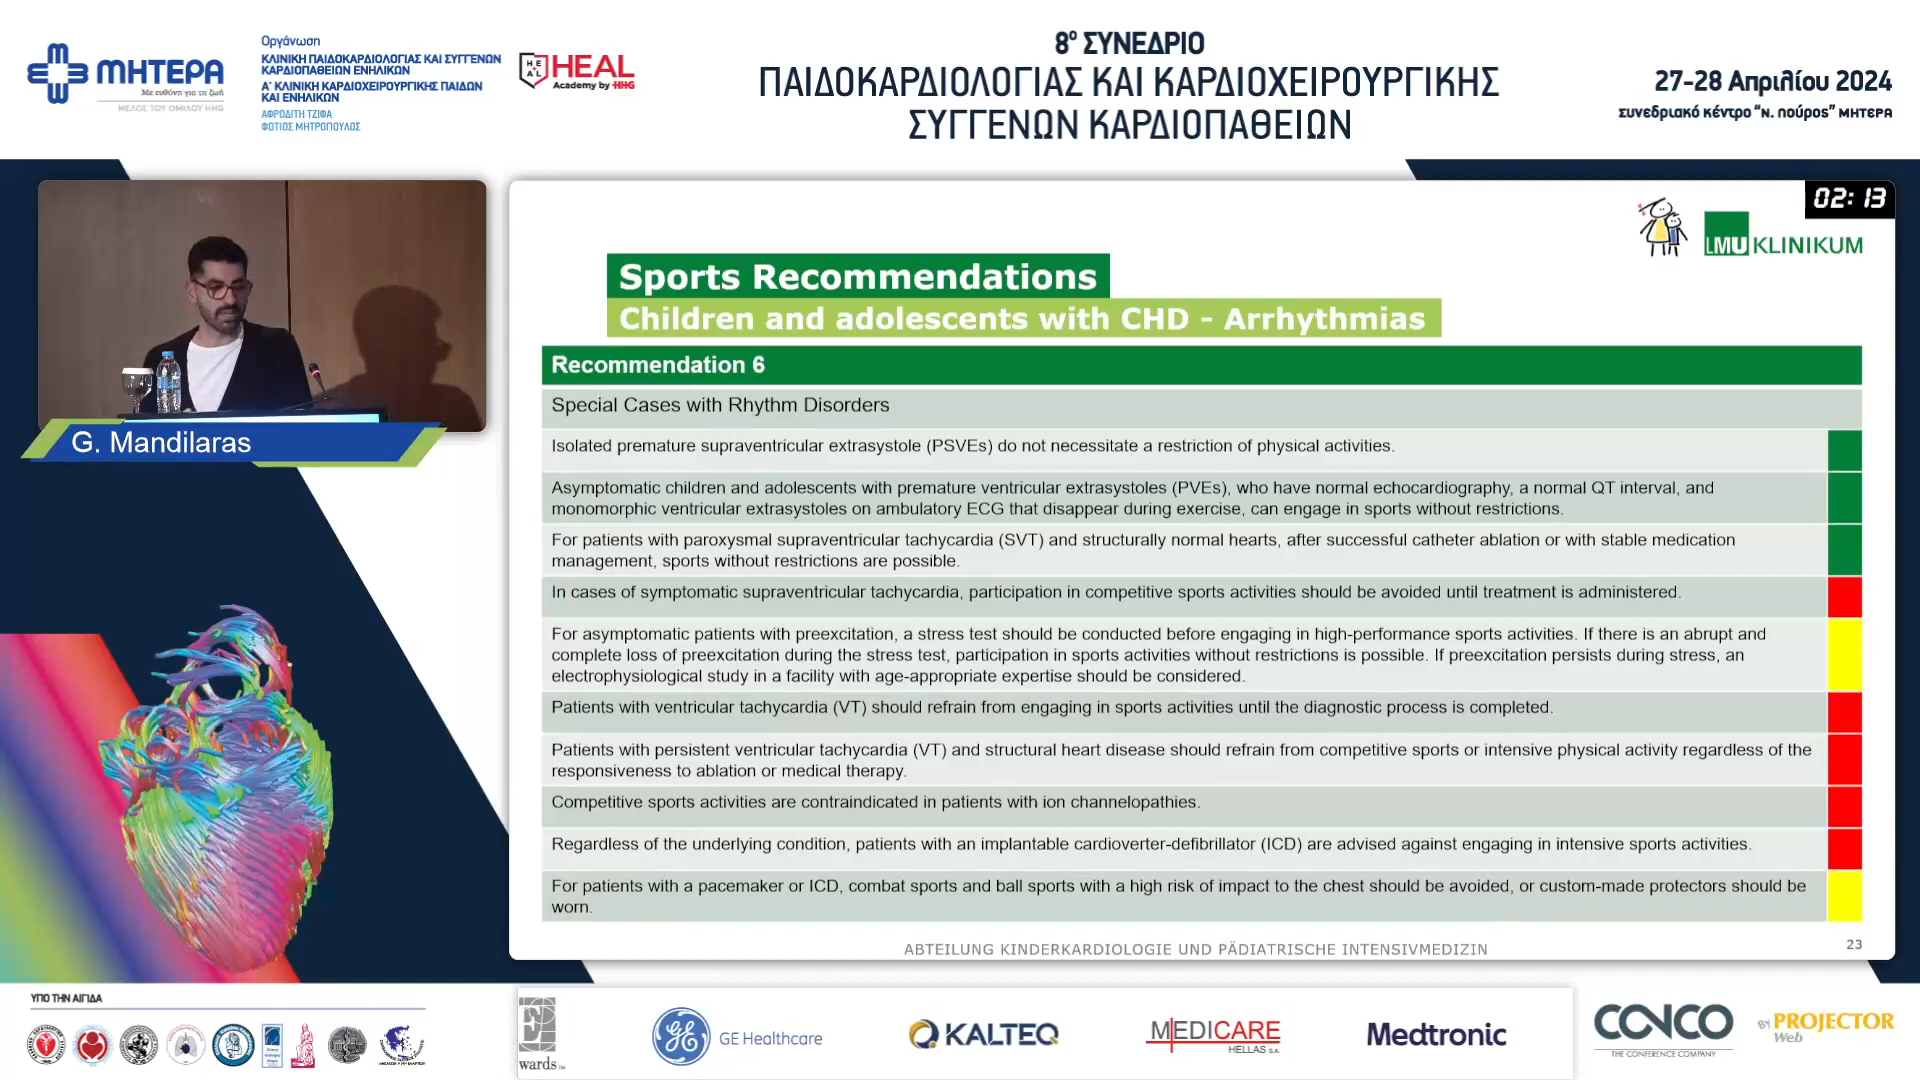 ΜΗΤΕΡΑ
Με ευθύνη για τη ζωή
ΜΕΛΟΣ ΤΟΥ ΟΜΙΛΟΥ HHG
Οργάνωση
ΚΛΙΝΙΚΗ ΠΑΙΔΟΚΑΡΔΙΟΛΟΓΙΑΣ ΚΑΙ ΣΥΓΓΕΝΩΝ
ΚΑΡΔΙΟΠΑΘΕΙΩΝ ΕΝΗΛΙΚΩΝ
Α' ΚΛΙΝΙΚΗ ΚΑΡΔΙΟΧΕΙΡΟΥΡΓΙΚΗΣ ΠΑΙΔΩΝ
ΚΑΙ ΕΝΗΛΙΚΩΝ
ΑΦΡΟΔΙΤΗ ΤΖΙΦΑ
ΦΩΤΙΟΣ ΜΗΤΡΟΠΟΥΛΟΣ
HEAL
HEAL
Academy by HHG
8º ΣΥΝΕΔΡΙΟ
ΠΑΙΔΟΚΑΡΔΙΟΛΟΓΙΑΣ ΚΑΙ ΚΑΡΔΙΟΧΕΙΡΟΥΡΓΙΚΗΣ
ΣΥΓΓΕΝΩΝ ΚΑΡΔΙΟΠΑΘΕΙΩΝ
27-28 Απριλίου 2024
συνεδριακό κέντρο “Ν. Λούρος” ΜΗΤΕΡΑ
02:13
LMU KLINIKUM
G. Mandilaras
Sports Recommendations
Children and adolescents with CHD - Arrhythmias
Recommendation 6
Special Cases with Rhythm Disorders
Isolated premature supraventricular extrasystole (PSVEs) do not necessitate a restriction of physical activities.
Asymptomatic children and adolescents with premature ventricular extrasystoles (PVEs), who have normal echocardiography, a normal QT interval, and
monomorphic ventricular extrasystoles on ambulatory ECG that disappear during exercise, can engage in sports without restrictions.
For patients with paroxysmal supraventricular tachycardia (SVT) and structurally normal hearts, after successful catheter ablation or with stable medication
management, sports without restrictions are possible.
In cases of symptomatic supraventricular tachycardia, participation in competitive sports activities should be avoided until treatment is administered.
For asymptomatic patients with preexcitation, a stress test should be conducted before engaging in high-performance sports activities. If there is an abrupt and
complete loss of preexcitation during the stress test, participation in sports activities without restrictions is possible. If preexcitation persists during stress, an
electrophysiological study in a facility with age-appropriate expertise should be considered.
Patients with ventricular tachycardia (VT) should refrain from engaging in sports activities until the diagnostic process is completed.
Patients with persistent ventricular tachycardia (VT) and structural heart disease should refrain from competitive sports or intensive physical activity regardless of the
responsiveness to ablation or medical therapy.
Competitive sports activities are contraindicated in patients with ion channelopathies.
Regardless of the underlying condition, patients with an implantable cardioverter-defibrillator (ICD) are advised against engaging in intensive sports activities.
For patients with a pacemaker or ICD, combat sports and ball sports with a high risk of impact to the chest should be avoided, or custom-made protectors should be
worn.
ABTEILUNG KINDERKARDIOLOGIE UND PÄDIATRISCHE INTENSIVMEDIZIN
23
ΥΠΟ ΤΗΝ ΑΙΓΙΔΑ
wards
GE Healthcare
KALTEQ
MEDICARE
HELLAS S.A.
Medtronic
CONCO
THE CONFERENCE COMPANY
BY PROJECTOR
Web